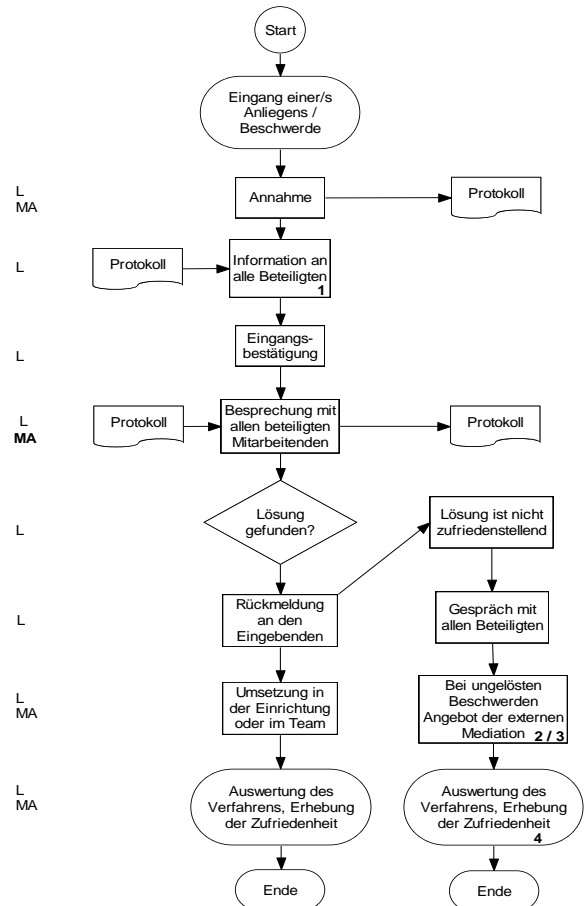 Start
Eingang einer/s
Anliegens /
Beschwerde
L
MA
Annahme
Protokoll
L
Protokoll
Information an
alle Beteiligten
1
L
Eingangs-
bestätigung
L
MA
Protokoll
Besprechung mit
allen beteiligten
Mitarbeitenden
Protokoll
L
Lösung
gefunden?
Lösung ist nicht
zufriedenstellend
L
Rückmeldung
an den
Eingebenden
Gespräch mit
allen Beteiligten
L
MA
Umsetzung in
der Einrichtung
oder im Team
Bei ungelösten
Beschwerden
Angebot der externen
Mediation 2 / 3
L
MA
Auswertung des
Verfahrens, Erhebung
der Zufriedenheit
Auswertung des
Verfahrens, Erhebung
der Zufriedenheit
4
Ende
Ende